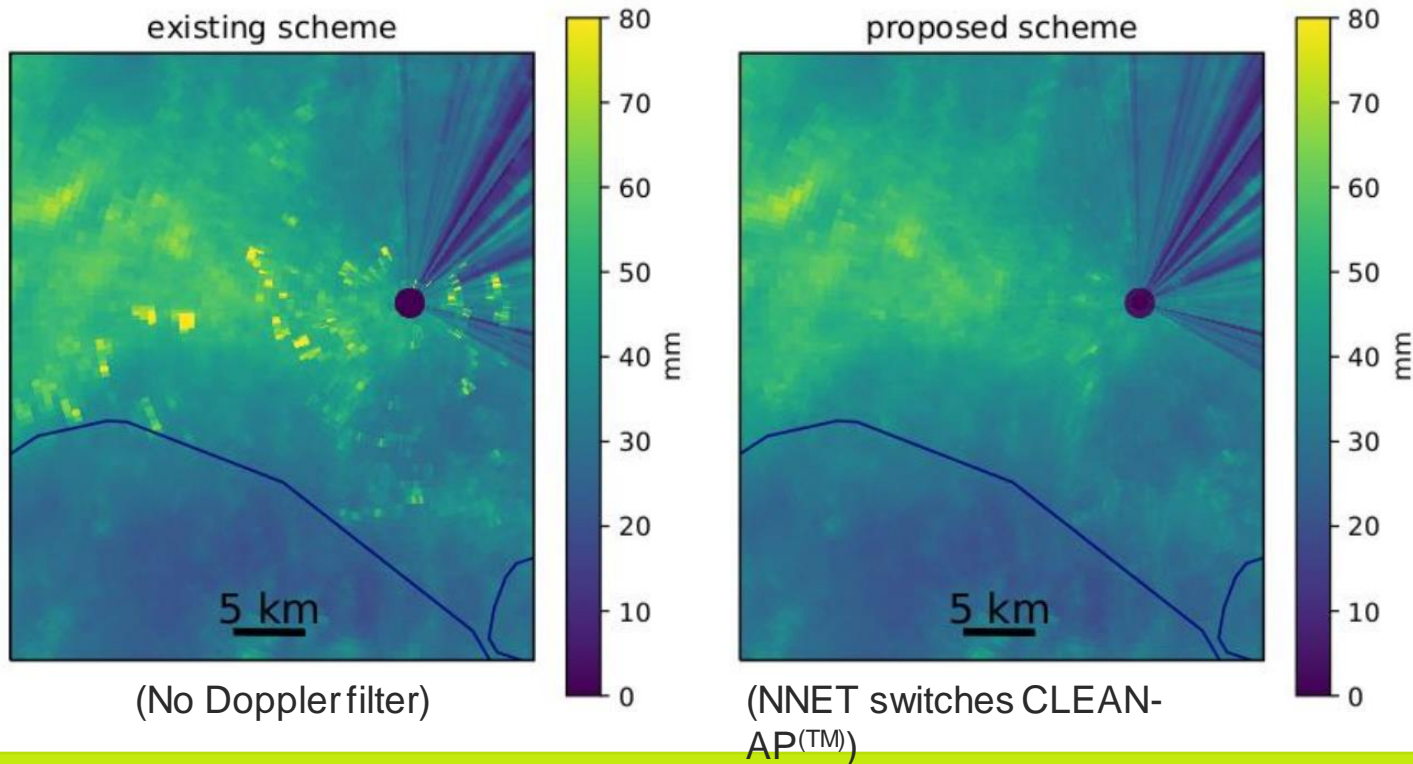 existing scheme
80
70
60
50
40
30
20
10
0
mm
5 km
(No Doppler filter)
proposed scheme
80
70
60
50
40
30
20
10
0
mm
5 km
(NNET switches CLEAN-
AP(TM))